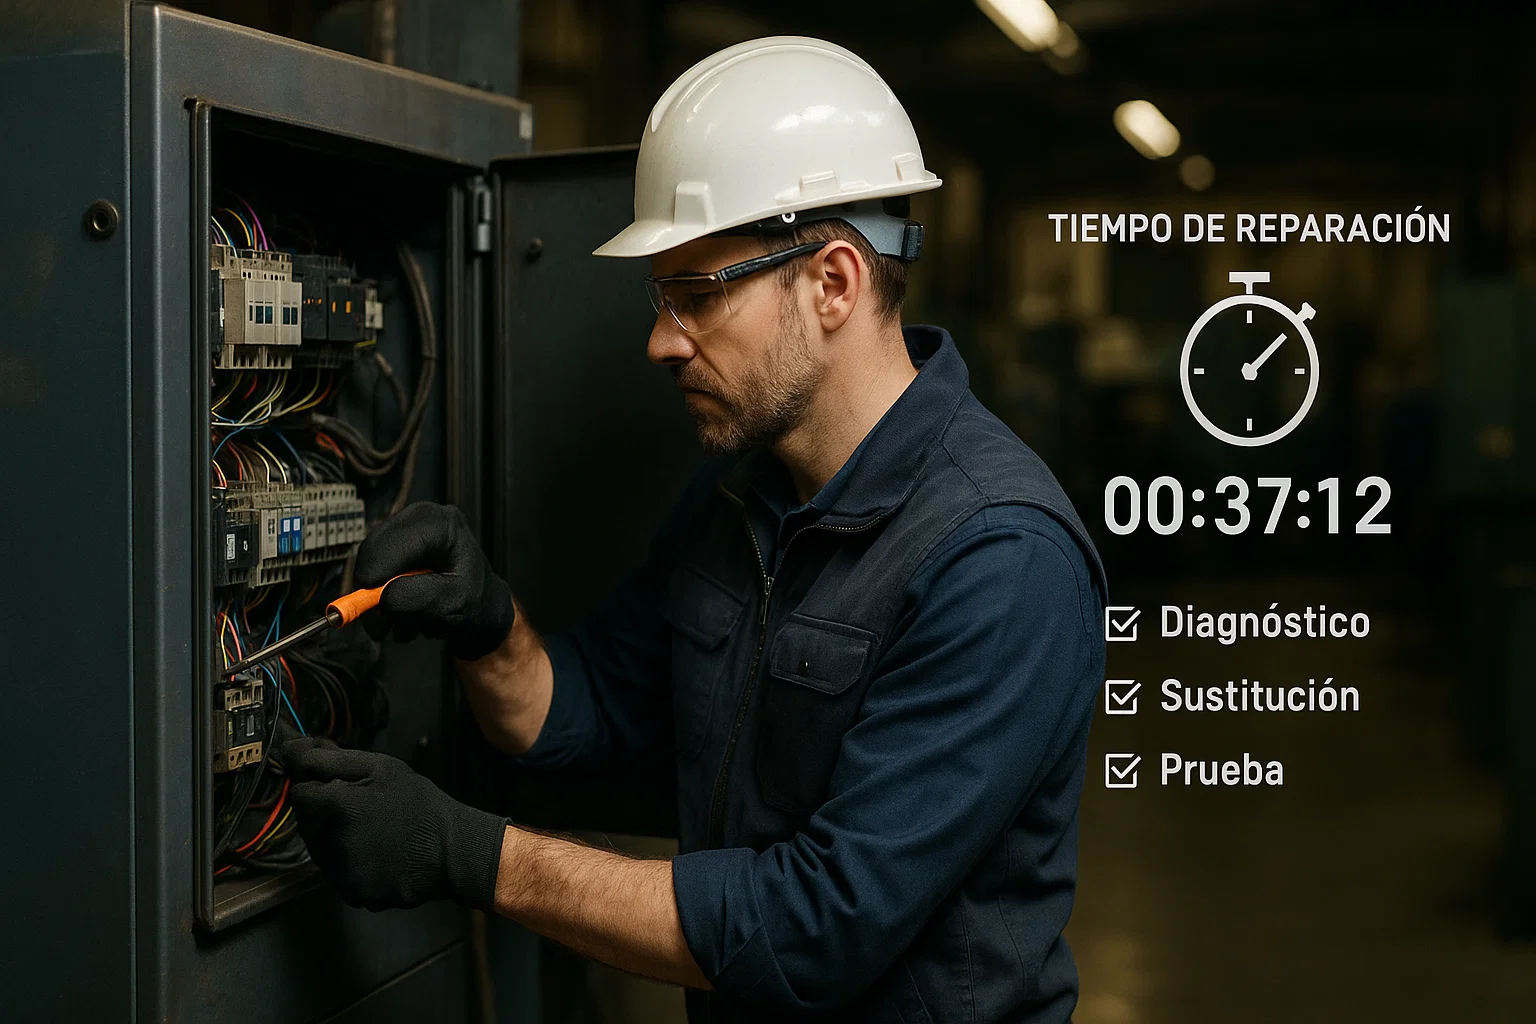 TIEMPO DE REPARACIÓN
00:37:12
Diagnóstico
Sustitución
Prueba